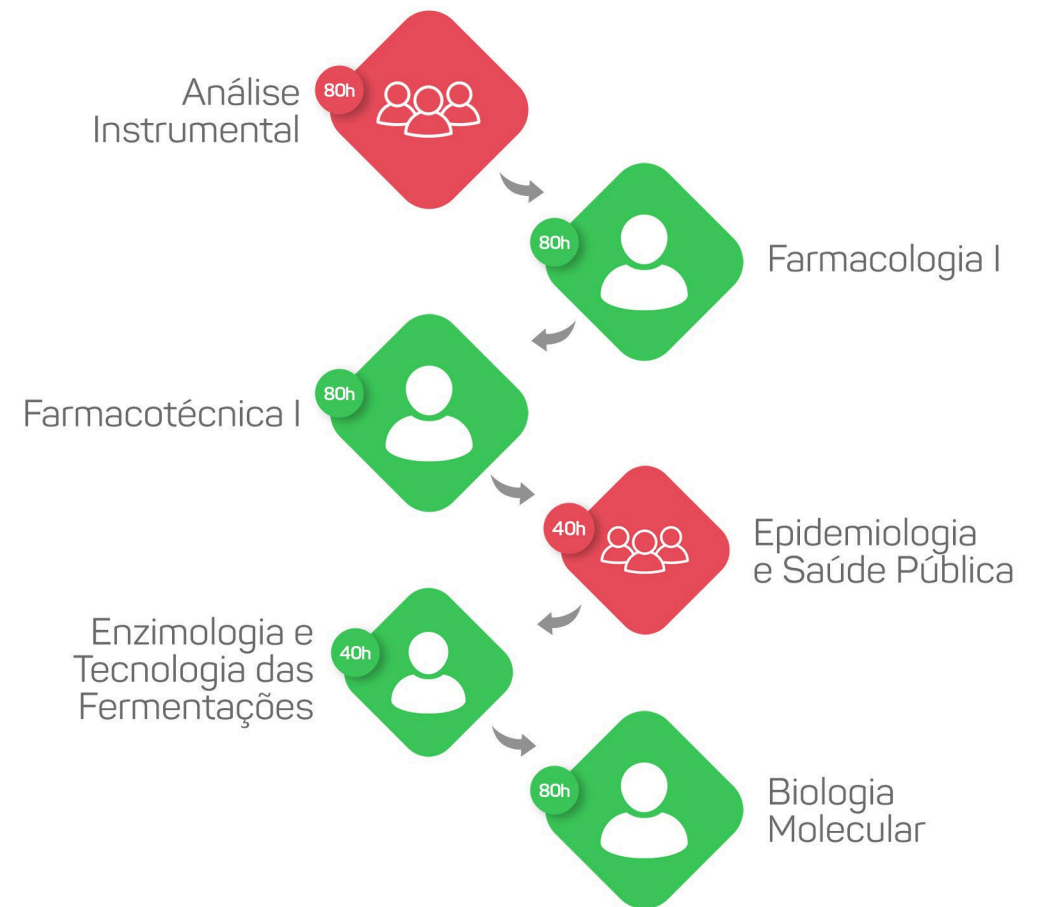 Análise
Instrumental
80h
80h
Farmacologia I
Farmacotécnica I
80h
40h
Epidemiologia
e Saúde Pública
Enzimologia e
Tecnologia das
Fermentações
40h
80h
Biologia
Molecular